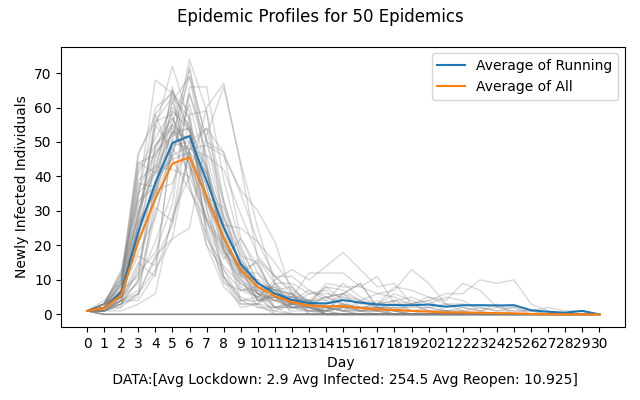 Epidemic Profiles for 50 Epidemics
Average of Running
Average of All
Newly Infected Individuals
70
60
50
40
30
20
10
0
0 1 2 3 4 5 6 7 8 9 10 11 12 13 14 15 16 17 18 19 20 21 22 23 24 25 26 27 28 29 30
Day
DATA:[Avg Lockdown: 2.9 Avg Infected: 254.5 Avg Reopen: 10.925]